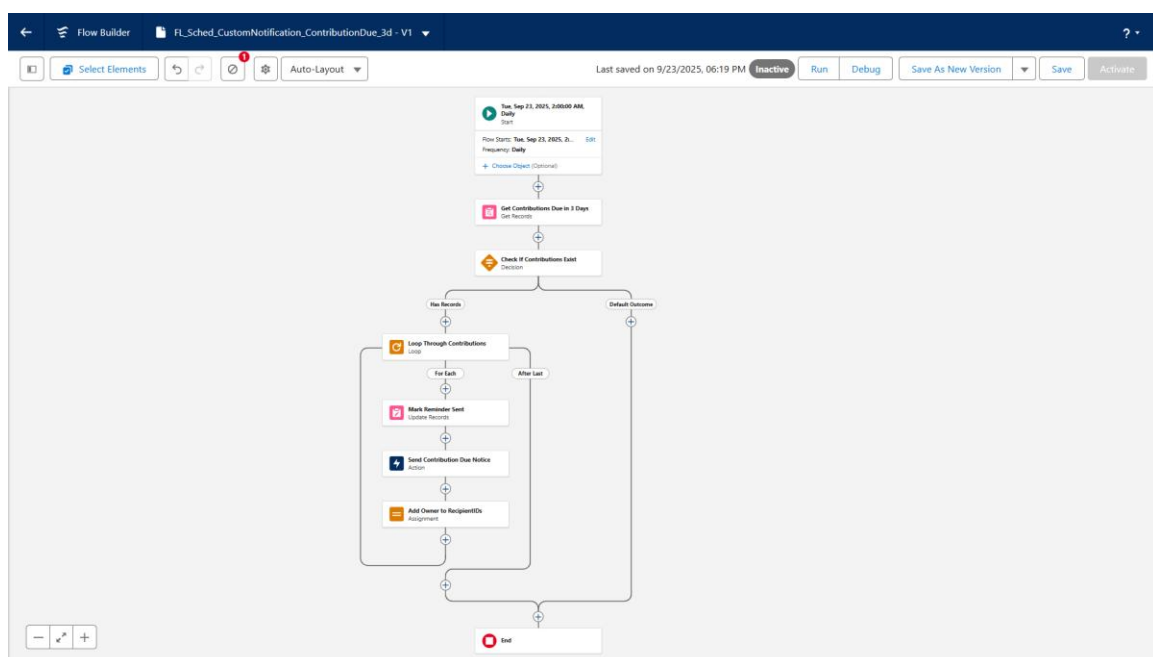 Flow Builder
FL_Sched_CustomNotification_ContributionDue_3d - V1
?
Select Elements
1
Auto-Layout
Last saved on 9/23/2025, 06:19 PM
Inactive
Run
Debug
Save As New Version
Save
Activate
Tue, Sep 23, 2025, 2:00:00 AM,
Daily
Start
Flow Starts: Tue, Sep 23, 2025, 2:... Edit
Frequency: Daily
+ Choose Object (Optional)
Get Contributions Due in 3 Days
Get Records
Check If Contributions Exist
Decision
Has Records
Default Outcome
Loop Through Contributions
Loop
For Each
After Last
Mark Reminder Sent
Update Records
Send Contribution Due Notice
Action
Add Owner to RecipientIDs
Assignment
End